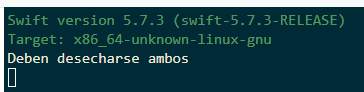 Swift version 5.7.3 (swift-5.7.3-RELEASE)
Target: x86_64-unknown-linux-gnu
Deben desecharse ambos